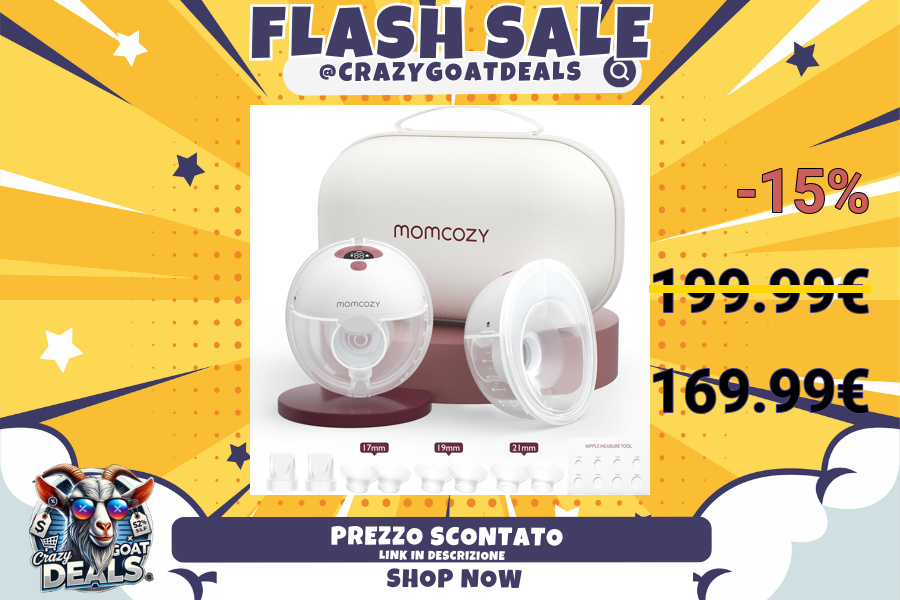 FLASH SALE
@CRAZYGOATDEALS
-15%
199.99€
169.99€
MOMCOZY
MOMCOZY
17mm
19mm
21mm
NIPPLE MEASURE TOOL
$
52%
Crazy
GOAT
DEALS
PREZZO SCONTATO
LINK IN DESCRIZIONE
SHOP NOW